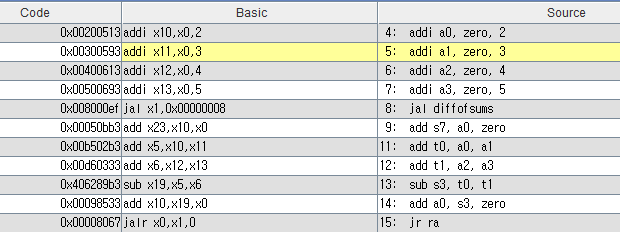 Code Basic Source
0x00200513 addi x10,x0,2 4: addi a0, zero, 2
0x00300593 addi x11,x0,3 5: addi a1, zero, 3
0x00400613 addi x12,x0,4 6: addi a2, zero, 4
0x00500693 addi x13,x0,5 7: addi a3, zero, 5
0x008000ef jal x1,0x00000008 8: jal diffofsums
0x00050bb3 add x23,x10,x0 9: add s7, a0, zero
0x00b502b3 add x5,x10,x11 11: add t0, a0, a1
0x00d60333 add x6,x12,x13 12: add t1, a2, a3
0x406289b3 sub x19,x5,x6 13: sub s3, t0, t1
0x00098533 add x10,x19,x0 14: add a0, s3, zero
0x00008067 jalr x0,x1,0 15: jr ra